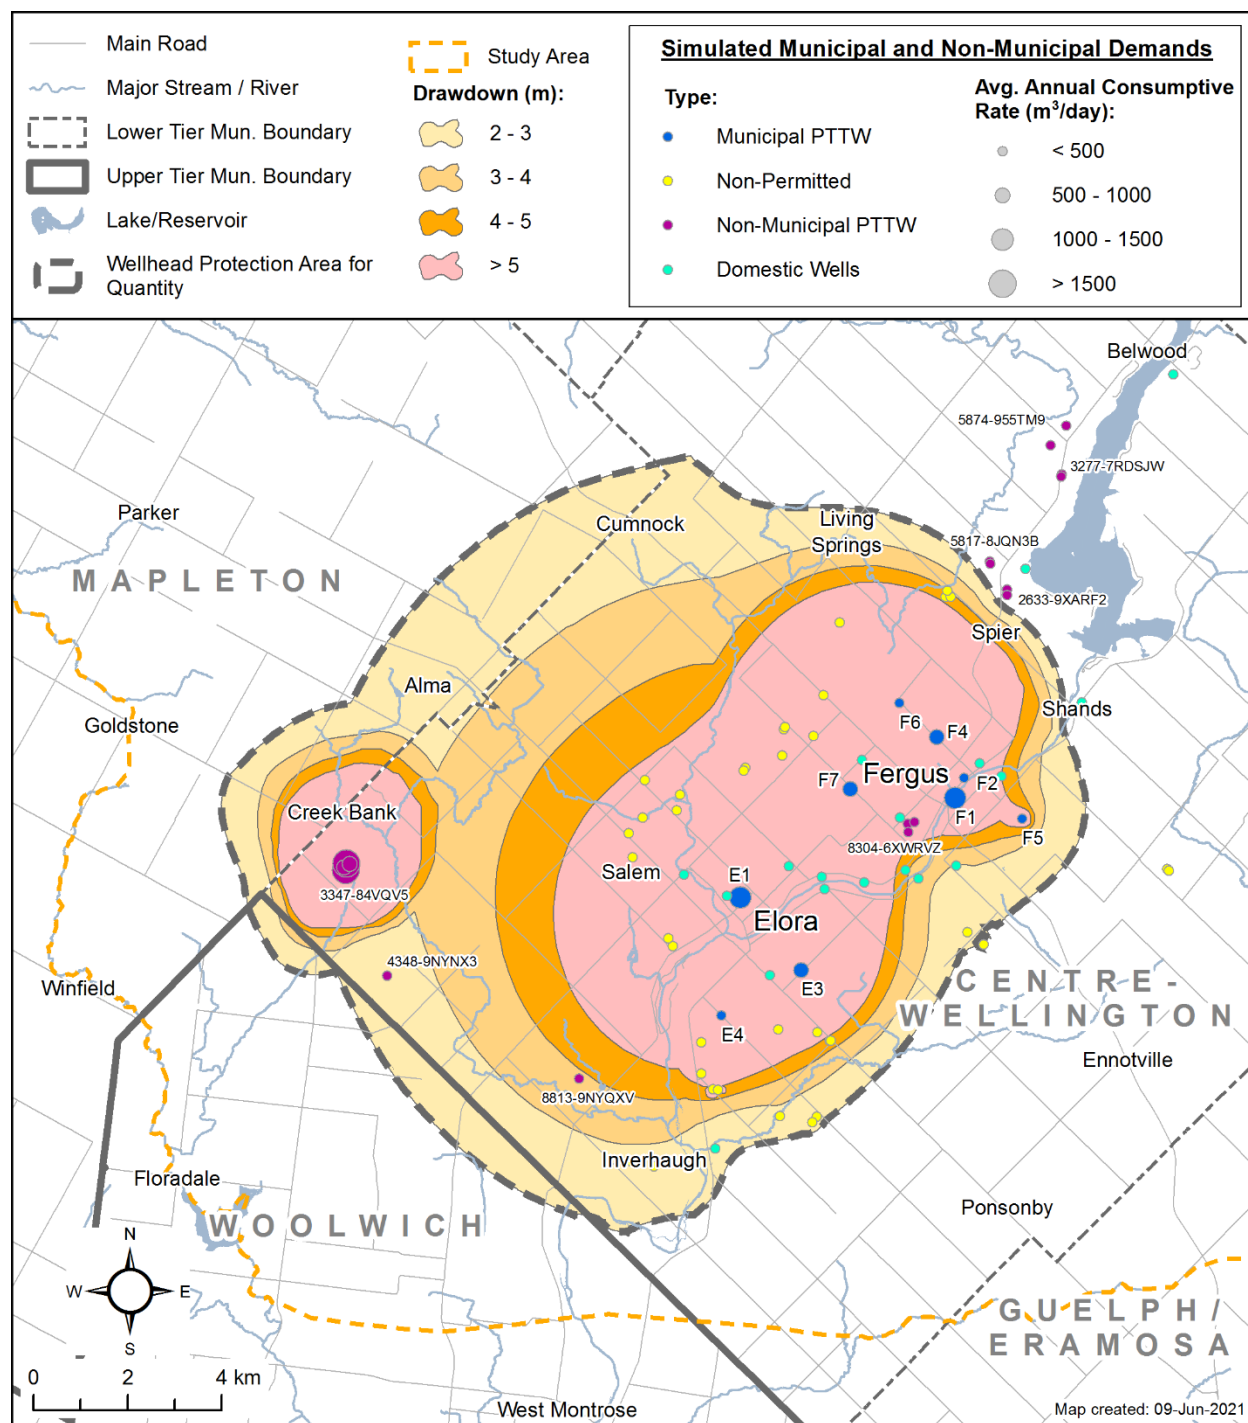 Main Road
Major Stream / River
Lower Tier Mun. Boundary
Upper Tier Mun. Boundary
Lake/Reservoir
Wellhead Protection Area for
Quantity
Study Area
Drawdown (m):
2 - 3
3 - 4
4 - 5
> 5
Simulated Municipal and Non-Municipal Demands
Type:
Municipal PTTW
Non-Permitted
Non-Municipal PTTW
Domestic Wells
Avg. Annual Consumptive
Rate (m³/day):
< 500
500 - 1000
1000 - 1500
> 1500
Belwood
5874-955TM9
3277-7RDSJW
Parker
Cumnock
Living
Springs
5817-8JQN3B
MAPLETON
2633-9XARF2
Spier
Alma
Shands
Goldstone
F6
F4
Fergus
F7
F2
F1
Creek Bank
F5
8304-6XWRVZ
Salem
E1
3347-84VQV5
Elora
4348-9NYNX3
Winfield
E3
CENTRE-
WELLINGTON
E4
Ennotville
8813-9NYQXV
Inverhaugh
Floradale
Ponsonby
WOOLWICH
N
W
E
S
GUELPH/
ERAMOSA
0 2 4 km
West Montrose
Map created: 09-Jun-2021